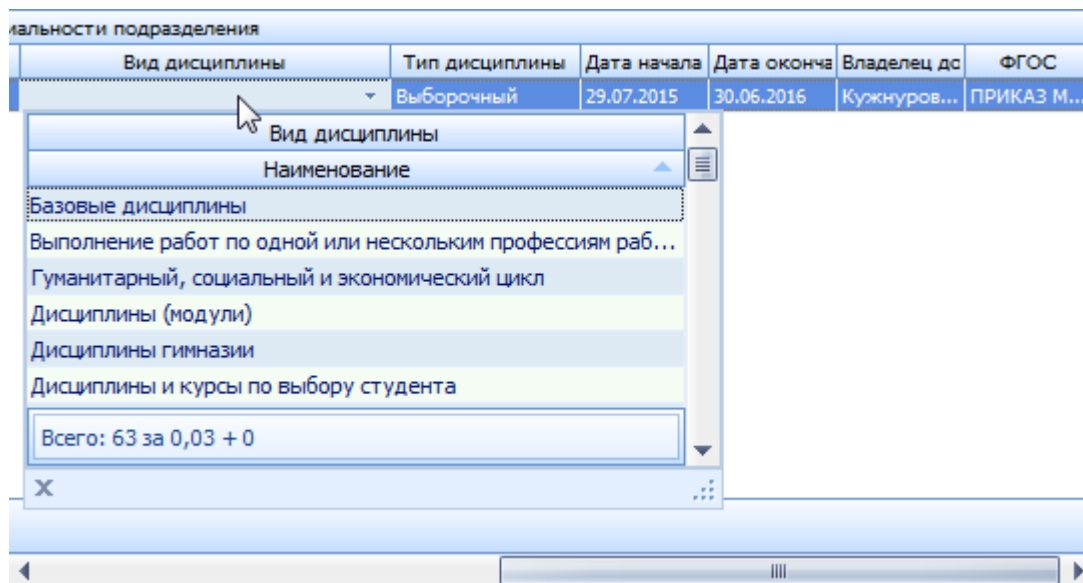 иальности подразделения
Вид дисциплины Тип дисциплины Дата начала Дата оконча Владелец до ФГОС
Выборочный 29.07.2015 30.06.2016 Кужнуров... ПРИКАЗ М...
Вид дисциплины
Наименование
Базовые дисциплины
Выполнение работ по одной или нескольким профессиям раб...
Гуманитарный, социальный и экономический цикл
Дисциплины (модули)
Дисциплины гимназии
Дисциплины и курсы по выбору студента
Всего: 63 за 0,03 + 0